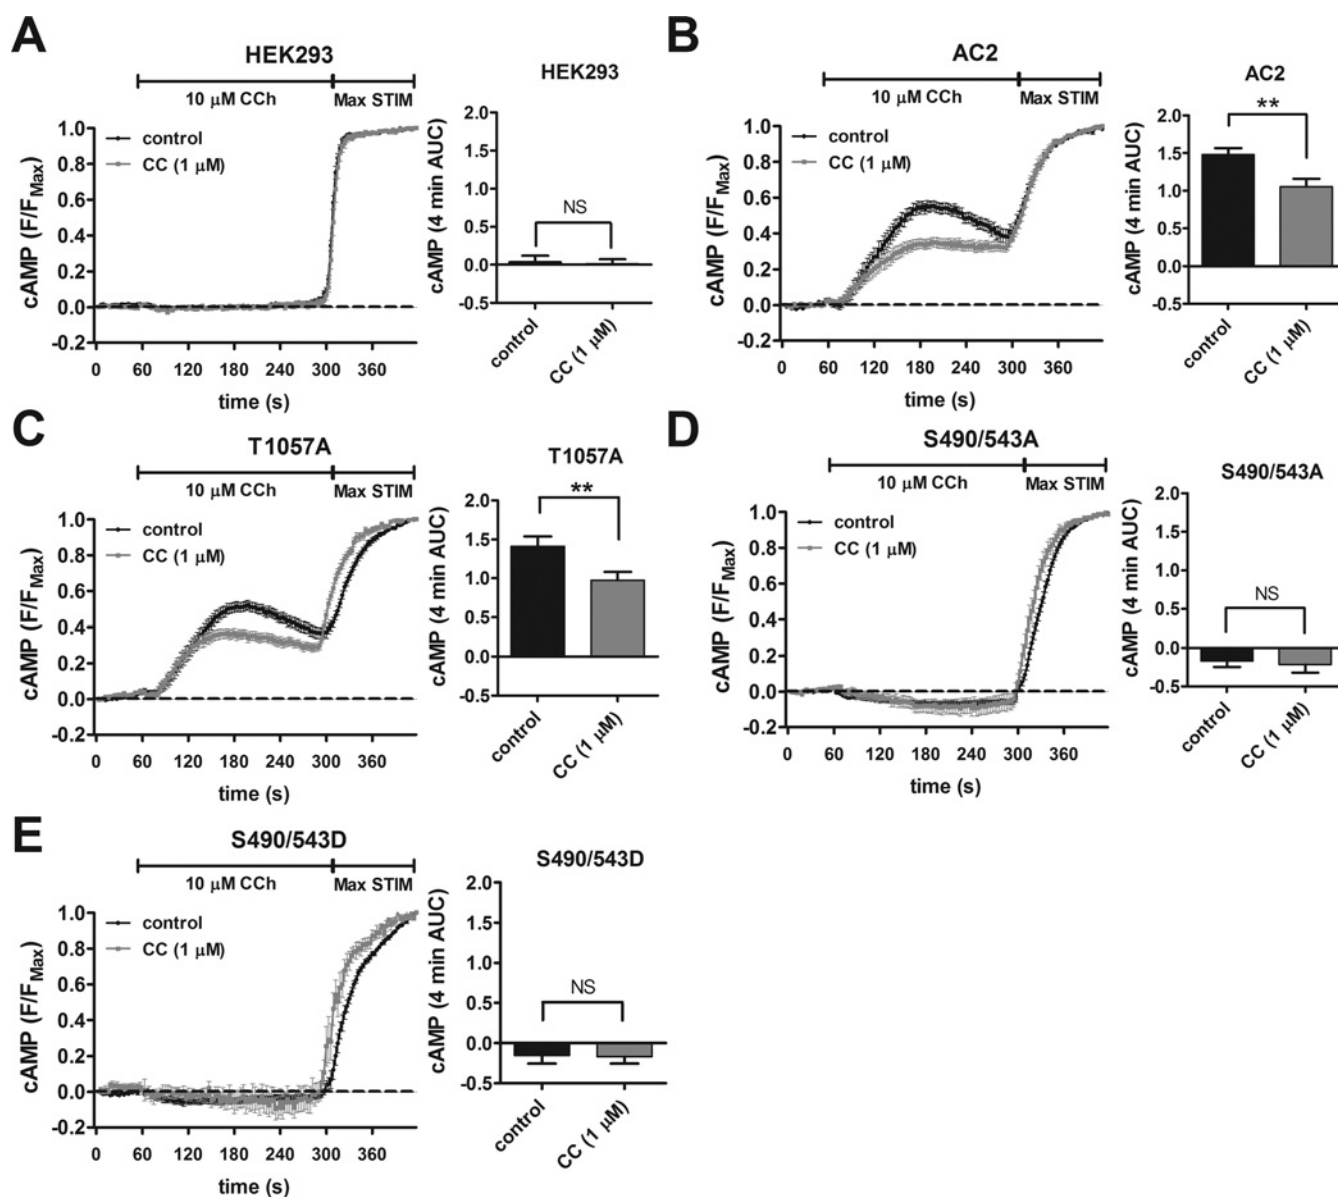 A
HEK293
10 μM CCh
Max STIM
control
CC (1 μM)
cAMP (F/FMax)
1.0
0.8
0.6
0.4
0.2
0.0
-0.2
0 60 120 180 240 300 360
time (s)
HEK293
cAMP (4 min AUC)
2.0
1.5
1.0
0.5
0.0
-0.5
NS
control
CC (1 μM)
B
AC2
10 μM CCh
Max STIM
control
CC (1 μM)
cAMP (F/FMax)
1.0
0.8
0.6
0.4
0.2
0.0
-0.2
0 60 120 180 240 300 360
time (s)
AC2
cAMP (4 min AUC)
2.0
1.5
1.0
0.5
0.0
-0.5
**
control
CC (1 μM)
C
T1057A
10 μM CCh
Max STIM
control
CC (1 μM)
cAMP (F/FMax)
1.0
0.8
0.6
0.4
0.2
0.0
-0.2
0 60 120 180 240 300 360
time (s)
T1057A
cAMP (4 min AUC)
2.0
1.5
1.0
0.5
0.0
-0.5
**
control
CC (1 μM)
D
S490/543A
10 μM CCh
Max STIM
control
CC (1 μM)
cAMP (F/FMax)
1.0
0.8
0.6
0.4
0.2
0.0
-0.2
0 60 120 180 240 300 360
time (s)
S490/543A
cAMP (4 min AUC)
2.0
1.5
1.0
0.5
0.0
-0.5
NS
control
CC (1 μM)
E
S490/543D
10 μM CCh
Max STIM
control
CC (1 μM)
cAMP (F/FMax)
1.0
0.8
0.6
0.4
0.2
0.0
-0.2
0 60 120 180 240 300 360
time (s)
S490/543D
cAMP (4 min AUC)
2.0
1.5
1.0
0.5
0.0
-0.5
NS
control
CC (1 μM)